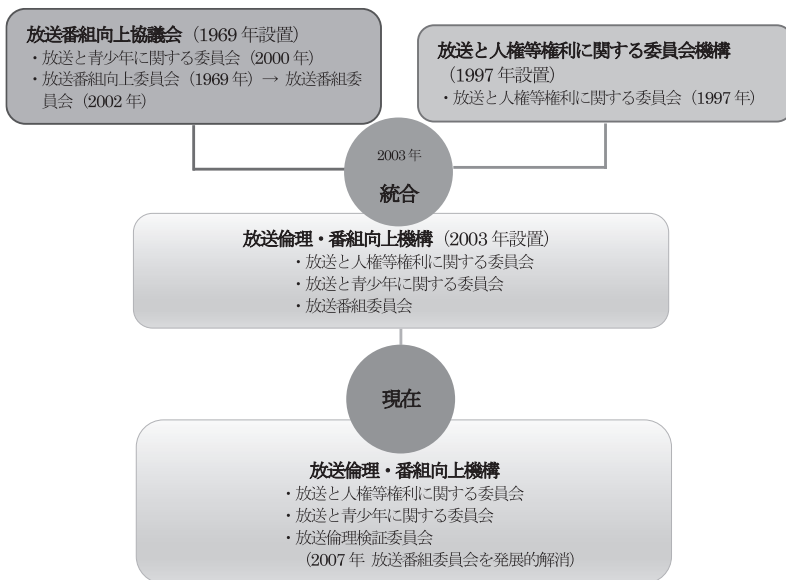 放送番組向上協議会（1969年設置）
・放送と青少年に関する委員会（2000年）
・放送番組向上委員会（1969年）→ 放送番組委
員会（2002年）
放送と人権等権利に関する委員会機構
（1997年設置）
・放送と人権等権利に関する委員会（1997年）
2003年
統合
放送倫理・番組向上機構（2003年設置）
・放送と人権等権利に関する委員会
・放送と青少年に関する委員会
・放送番組委員会
現在
放送倫理・番組向上機構
・放送と人権等権利に関する委員会
・放送と青少年に関する委員会
・放送倫理検証委員会
（2007年 放送番組委員会を発展的解消）